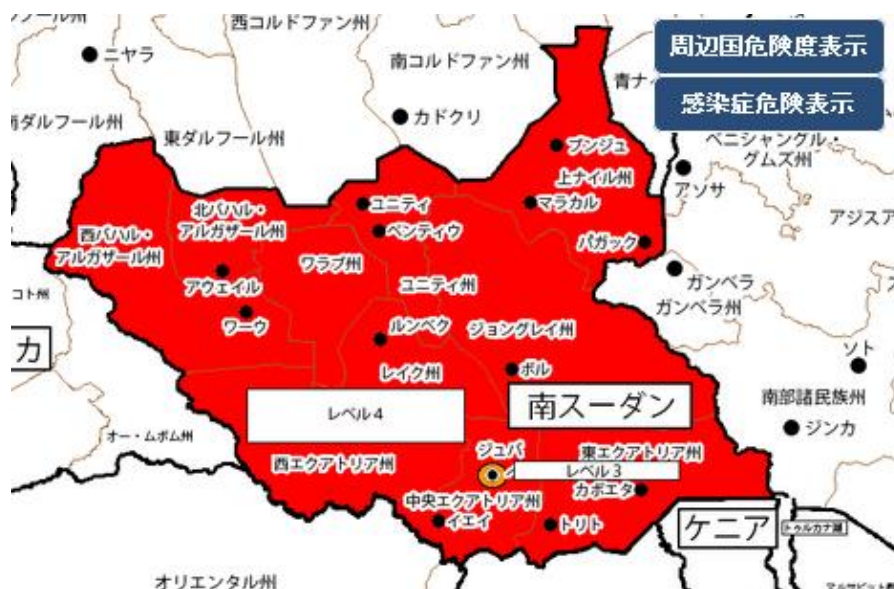 西コルドファン州
周辺国危険度表示
ニヤラ
南コルドファン州
感染症危険表示
カドクリ
東ダルフール州
ブンジュ
ベニシャングル・
グムズ州
上ナイル州
アソサ
北バハル・
アルガザール州
ユニティ
マラカル
西バハル・
アルガザール州
ベンティウ
パガック
ワラブ州
ユニティ州
ガンベラ
ガンベラ州
アウェイル
コト州
ワーウ
ルンベク
ジョングレイ州
カ
レイク州
ボル
ソト
南部諸民族州
レベル4
南スーダン
ジンカ
オー・ムボム州
西エクアトリア州
ジュバ
東エクアトリア州
レベル3
カポエタ
中央エクアトリア州
イエイ
トリト
ケニア
トゥルカナ湖
オリエンタル州